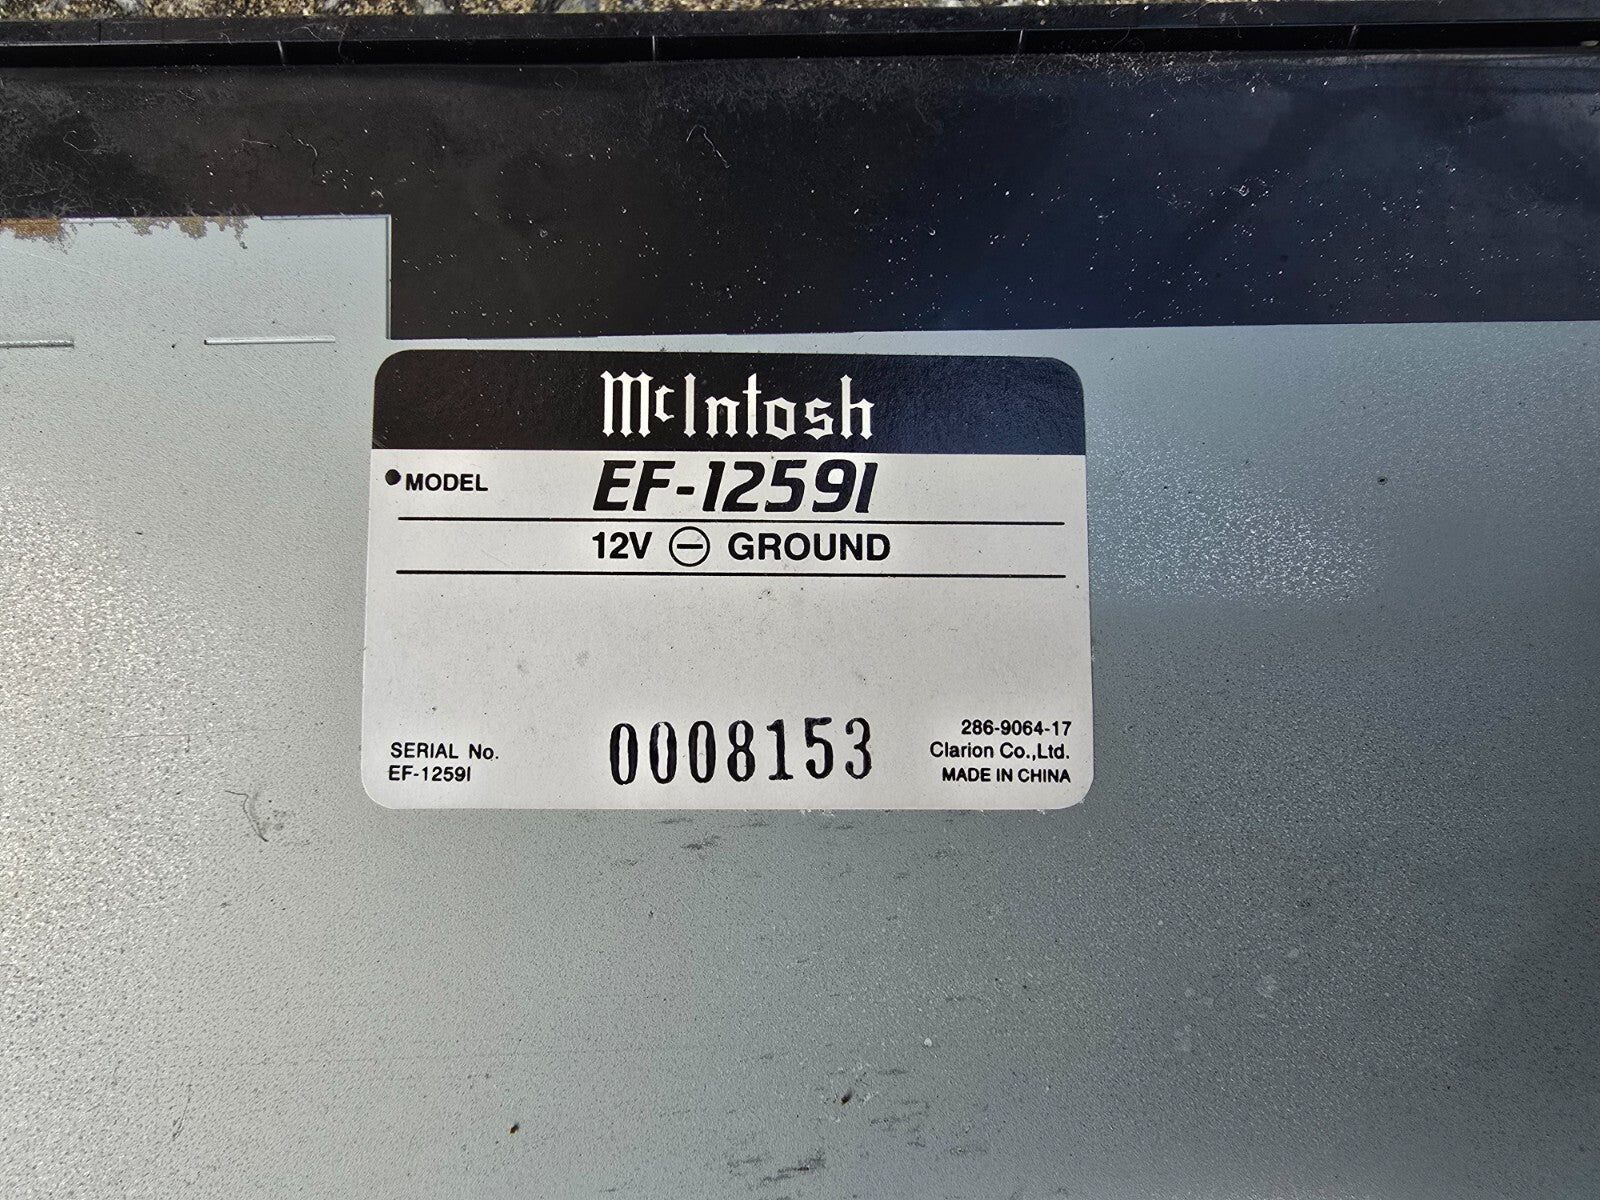 McIntosh
•MODEL EF-1259I
12V ⊖ GROUND
SERIAL No.
EF-1259I
0008153
286-9064-17
Clarion Co.,Ltd.
MADE IN CHINA